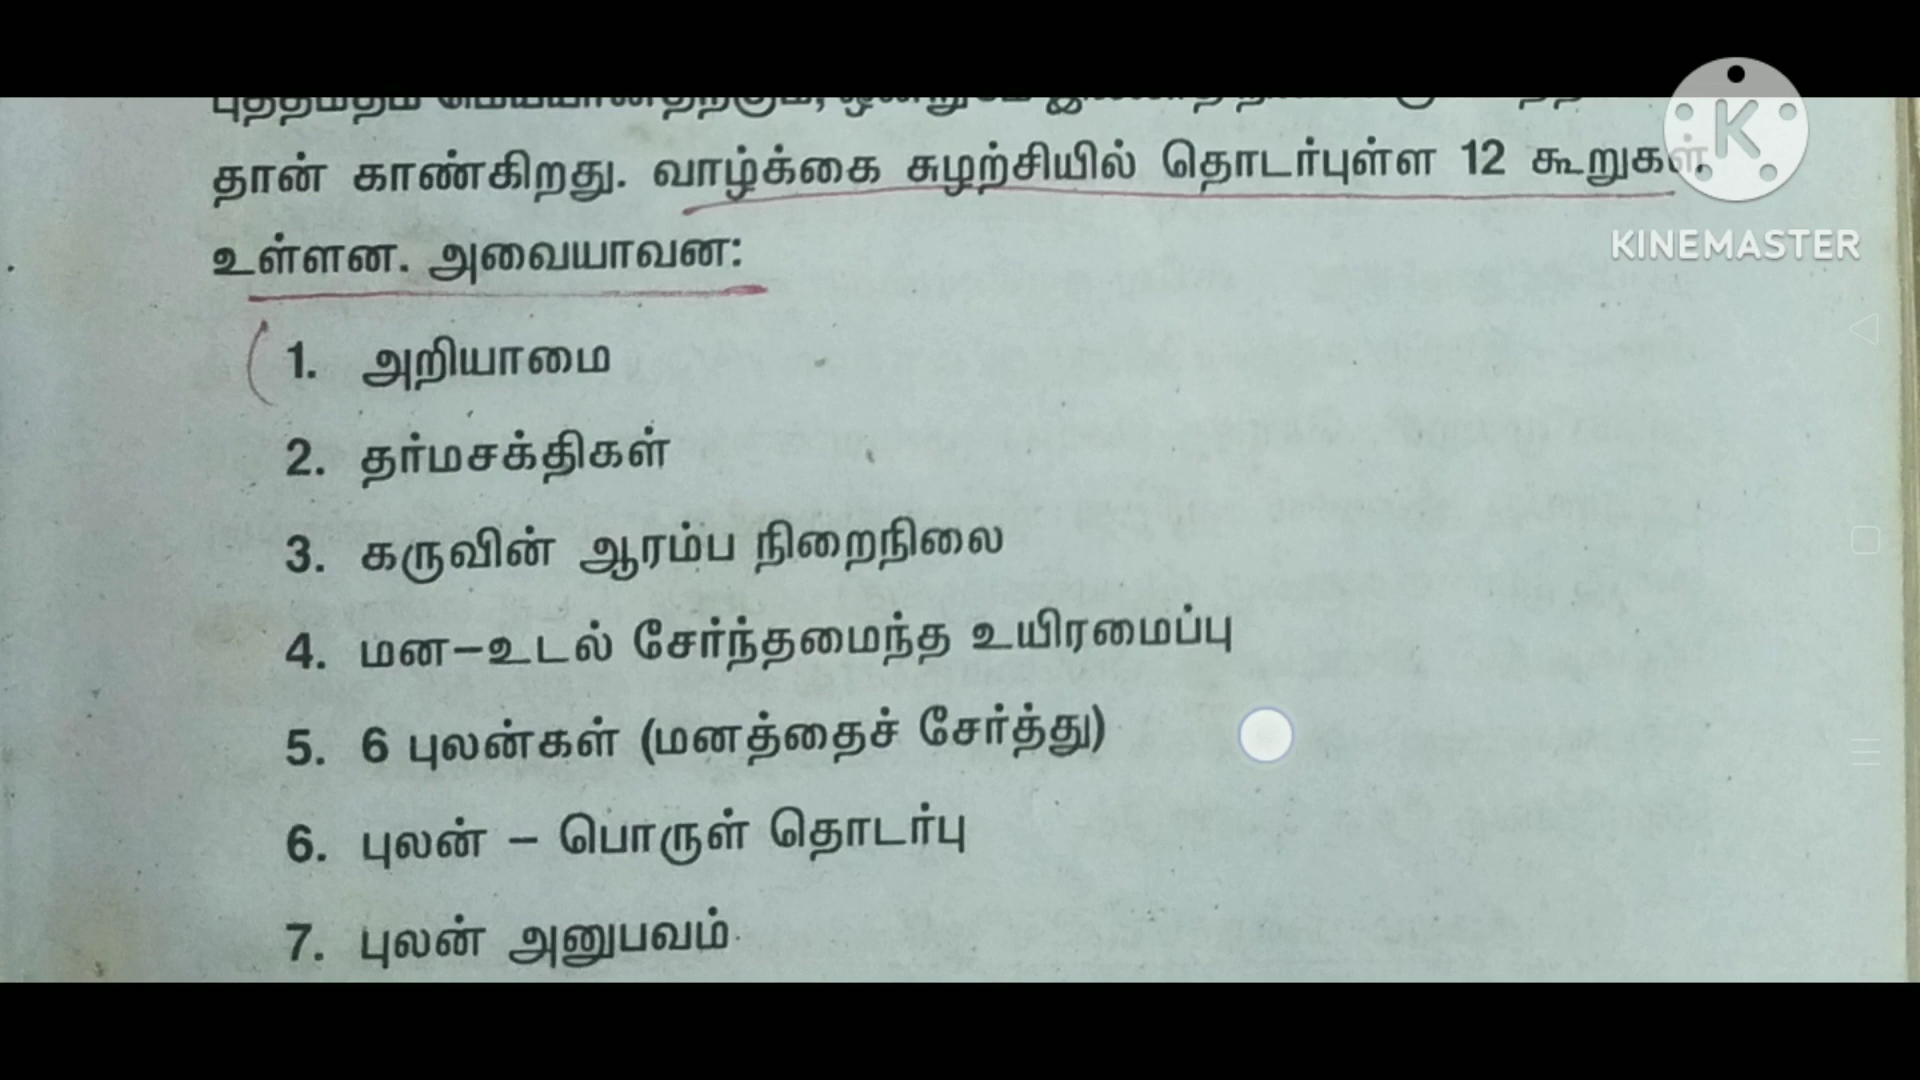 தான் காண்கிறது. வாழ்க்கை சுழற்சியில் தொடர்புள்ள 12 கூறுகள்
உள்ளன. அவையாவன:
1. அறியாமை
2. தர்மசக்திகள்
3. கருவின் ஆரம்ப நிறைநிலை
4. மன–உடல் சேர்ந்தமைந்த உயிரமைப்பு
5. 6 புலன்கள் (மனத்தைச் சேர்த்து)
6. புலன் – பொருள் தொடர்பு
7. புலன் அனுபவம்
K
KINEMASTER